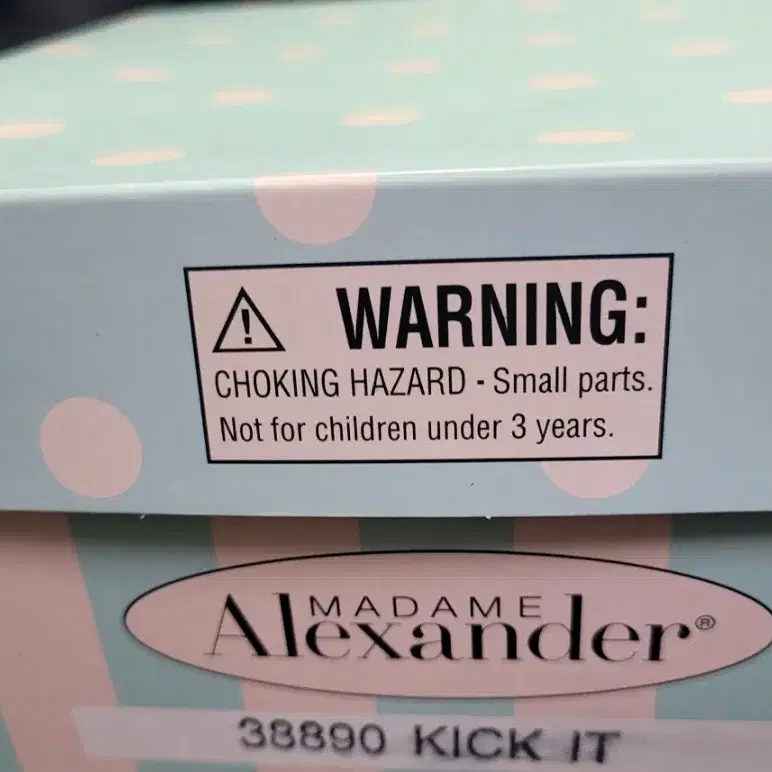 WARNING:
CHOKING HAZARD - Small parts.
Not for children under 3 years.
MADAME
Alexander®
38890 KICK IT